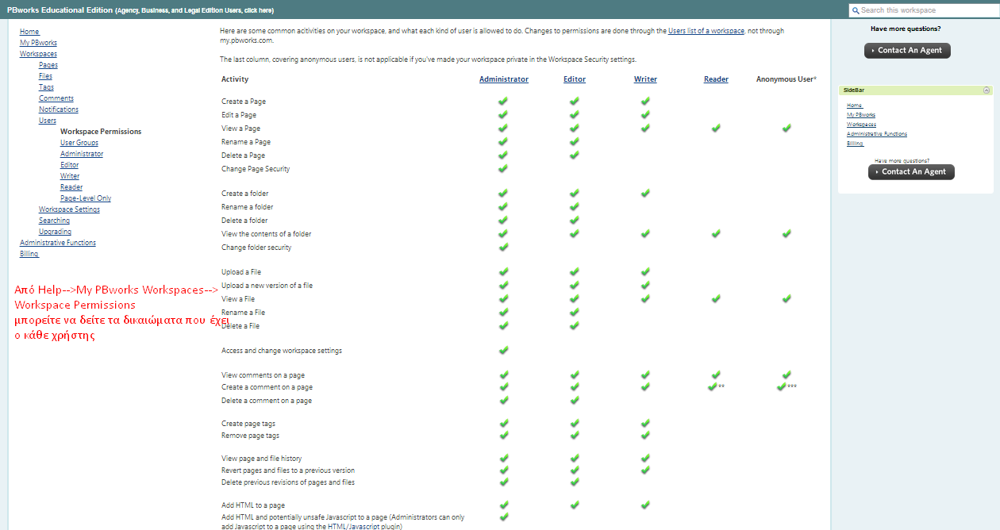 PBworks Educational Edition (Agency, Business, and Legal Edition Users, click here)
Search this workspace
Home
My PBworks
Workspaces
Pages
Files
Tags
Comments
Notifications
Users
Workspace Permissions
User Groups
Administrator
Editor
Writer
Reader
Page-Level Only
Workspace Settings
Searching
Upgrading
Administrative Functions
Billing
Από Help-->My PBworks Workspaces-->
Workspace Permissions
μπορείτε να δείτε τα δικαιώματα που έχει
ο κάθε χρήστης
Here are some common acitivities on your workspace, and what each kind of user is allowed to do. Changes to permissions are done through the Users list of a workspace, not through
my.pbworks.com.
The last column, covering anonymous users, is not applicable if you've made your workspace private in the Workspace Security settings.
Activity Administrator Editor Writer Reader Anonymous User*
Create a Page
Edit a Page
View a Page
Rename a Page
Delete a Page
Change Page Security
Create a folder
Rename a folder
Delete a folder
View the contents of a folder
Change folder security
Upload a File
Upload a new version of a file
View a File
Rename a File
Delete a File
Access and change workspace settings
View comments on a page
Create a comment on a page ** ***
Delete a comment on a page
Create page tags
Remove page tags
View page and file history
Revert pages and files to a previous version
Delete previous revisions of pages and files
Add HTML to a page
Add HTML and potentially unsafe Javascript to a page (Administrators can only
add Javascript to a page using the HTML/Javascript plugin)
Have more questions?
Contact An Agent
SideBar
Home
My PBworks
Workspaces
Administrative Functions
Billing
Have more questions?
Contact An Agent